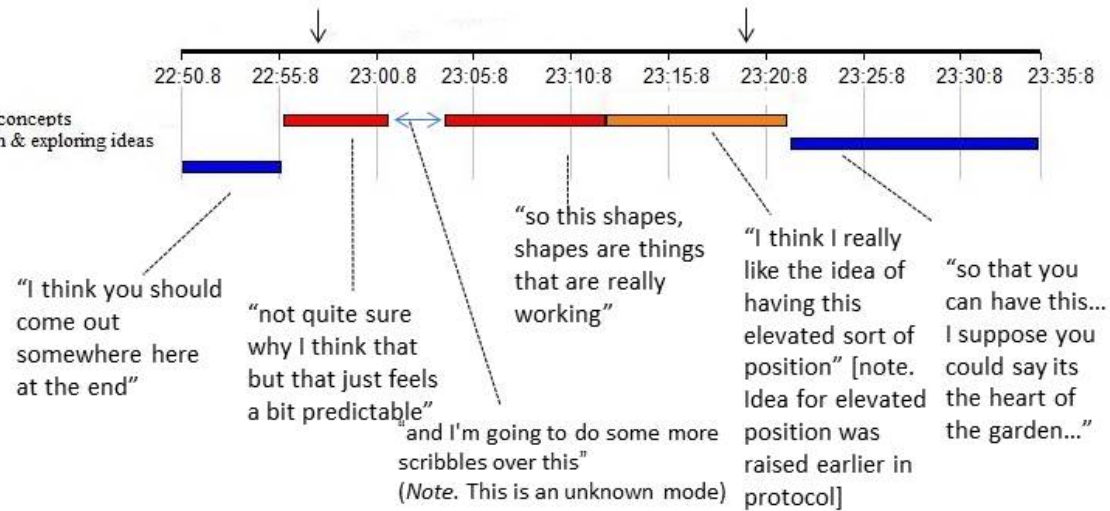 22:50.8 22:55:8 23:00.8 23:05:8 23:10:8 23:15:8 23:20:8 23:25:8 23:30:8 23:35:8
concepts
& exploring ideas
“I think you should
come out
somewhere here
at the end”
“not quite sure
why I think that
but that just feels
a bit predictable”
“and I'm going to do some more
scribbles over this”
(Note. This is an unknown mode)
“so this shapes,
shapes are things
that are really
working”
“I think I really
like the idea of
having this
elevated sort of
position” [note.
Idea for elevated
position was
raised earlier in
protocol]
“so that you
can have this...
I suppose you
could say its
the heart of
the garden...”